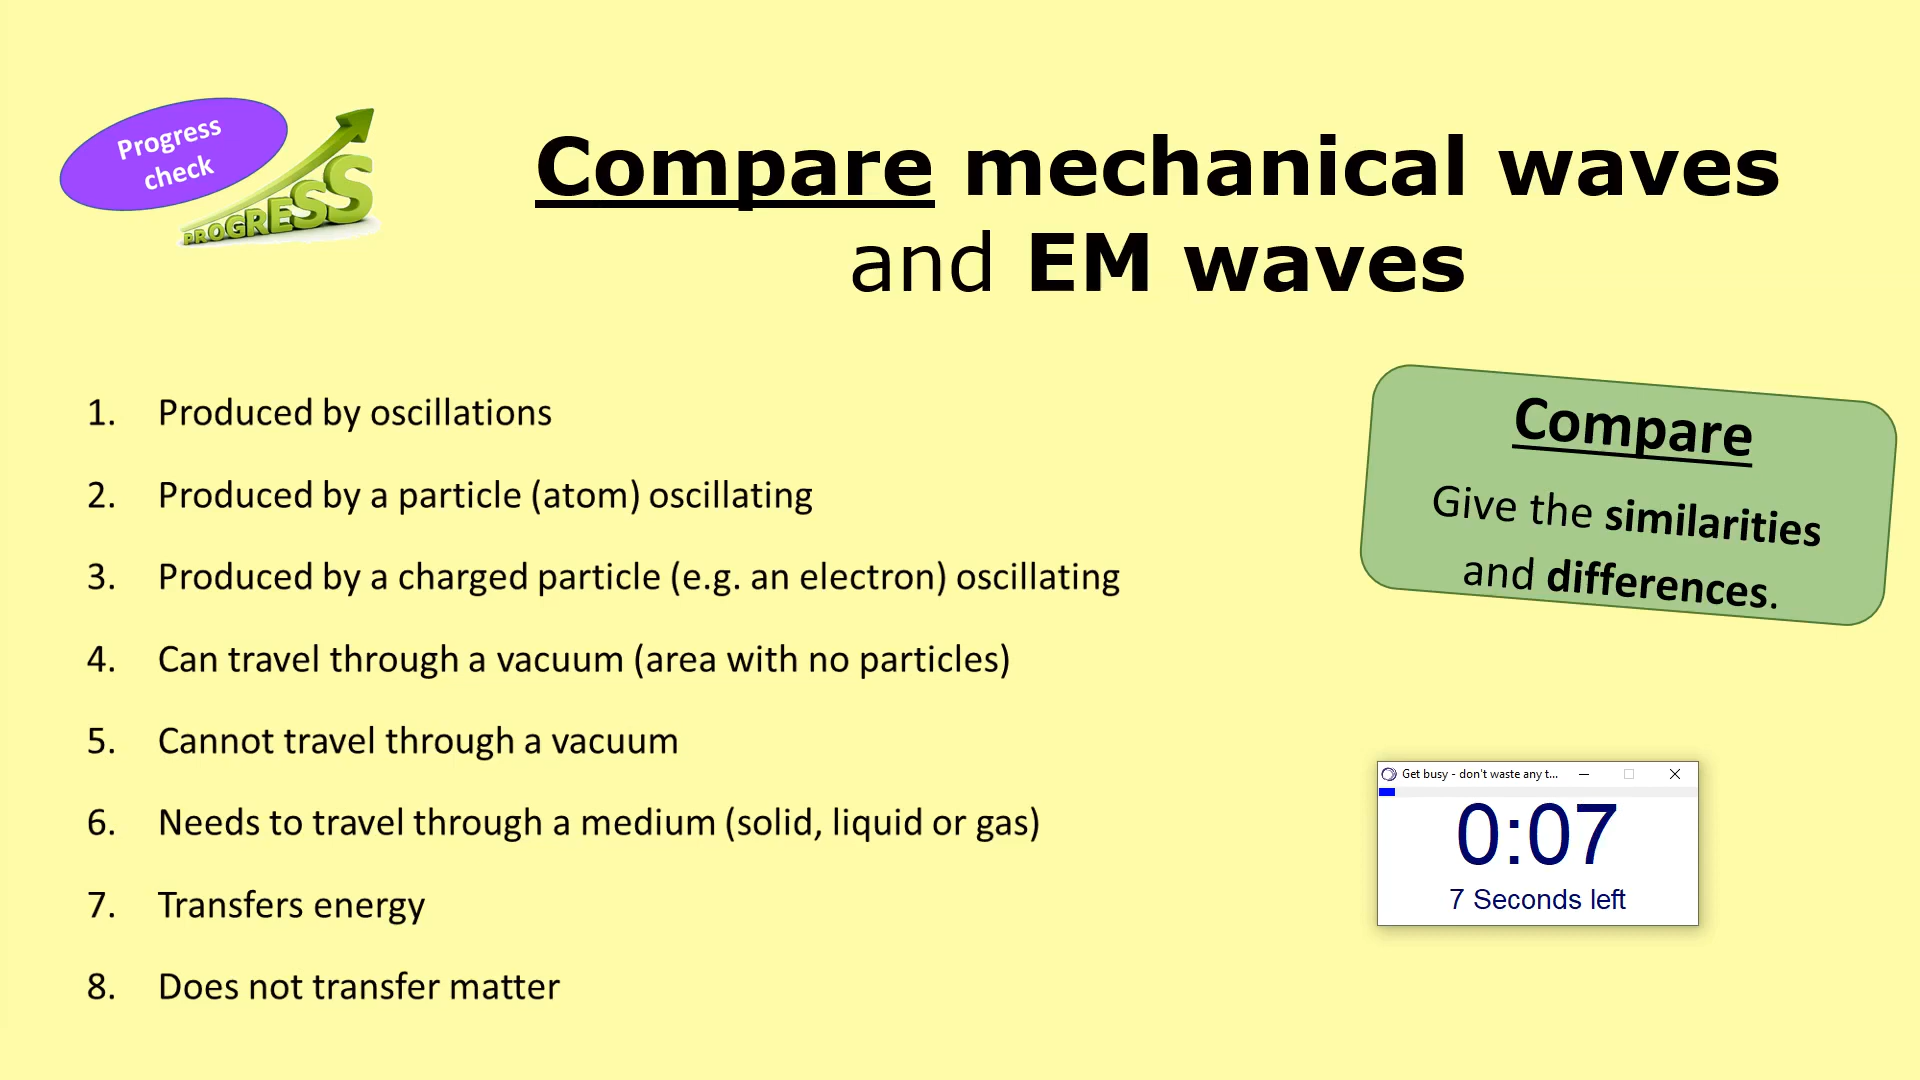 Progress
check
PROGRESS
Compare mechanical waves
and EM waves
1. Produced by oscillations
2. Produced by a particle (atom) oscillating
3. Produced by a charged particle (e.g. an electron) oscillating
4. Can travel through a vacuum (area with no particles)
5. Cannot travel through a vacuum
6. Needs to travel through a medium (solid, liquid or gas)
7. Transfers energy
8. Does not transfer matter
Compare
Give the similarities
and differences.
Get busy - don't waste any t...
0:07
7 Seconds left